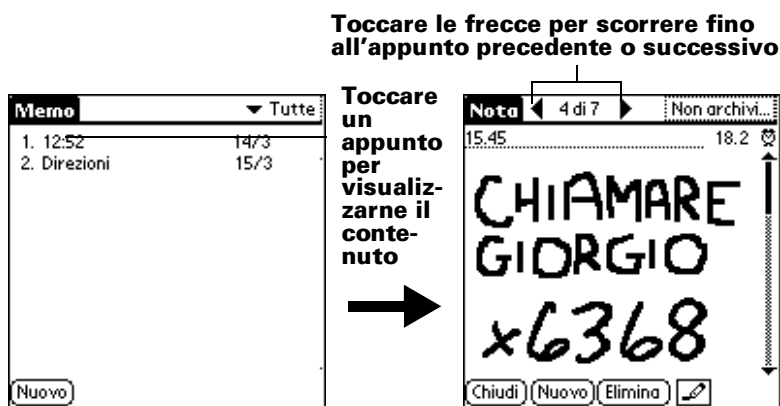 Toccare le frecce per scorrere fino
all'appunto precedente o successivo
Memo
Tutte
1. 12:52 14/3
2. Direzioni 15/3
Nuovo
Toccare
un
appunto
per
visualiz-
zarne il
conte-
nuto
Nota 4 di 7 Non archivi...
15.45 18.2
CHIAMARE
GIORGIO
x6368
Chiudi Nuovo Elimina